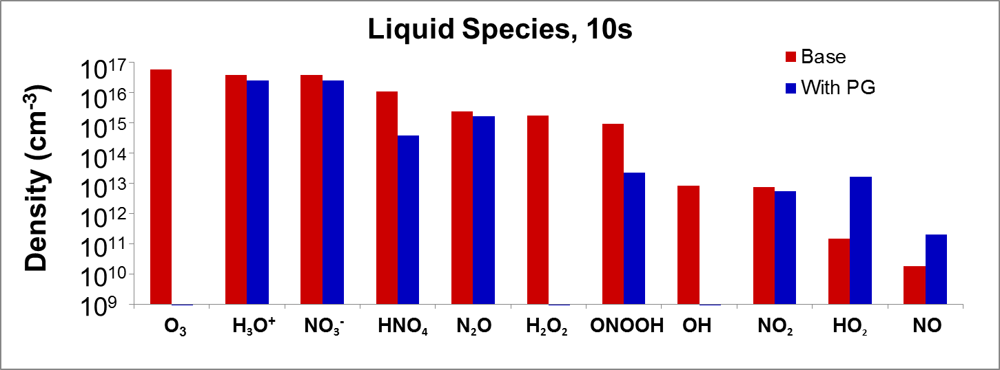 Liquid Species, 10s
Base
With PG
Density (cm⁻³)
10¹⁷
10¹⁶
10¹⁵
10¹⁴
10¹³
10¹²
10¹¹
10¹⁰
10⁹
O₃ H₃O⁺ NO₃⁻ HNO₄ N₂O H₂O₂ ONOOH OH NO₂ HO₂ NO